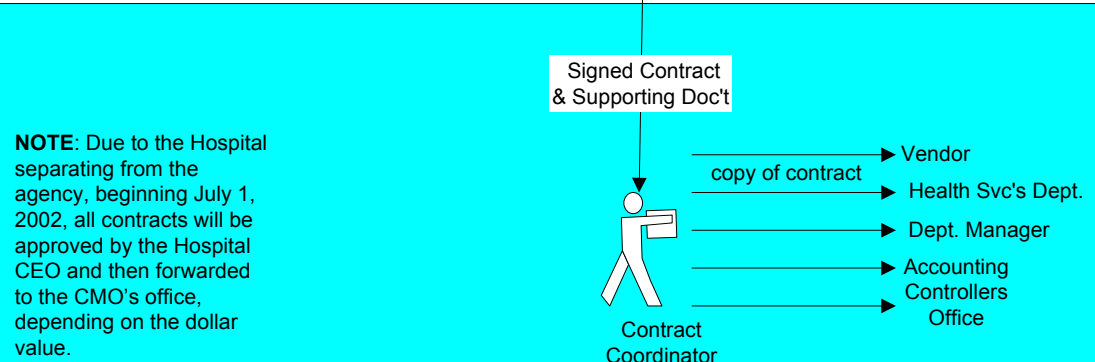 Signed Contract
& Supporting Doc't
NOTE: Due to the Hospital
separating from the
agency, beginning July 1,
2002, all contracts will be
approved by the Hospital
CEO and then forwarded
to the CMO’s office,
depending on the dollar
value.
copy of contract
Vendor
Health Svc's Dept.
Dept. Manager
Accounting
Controllers
Office
Contract
Coordinator